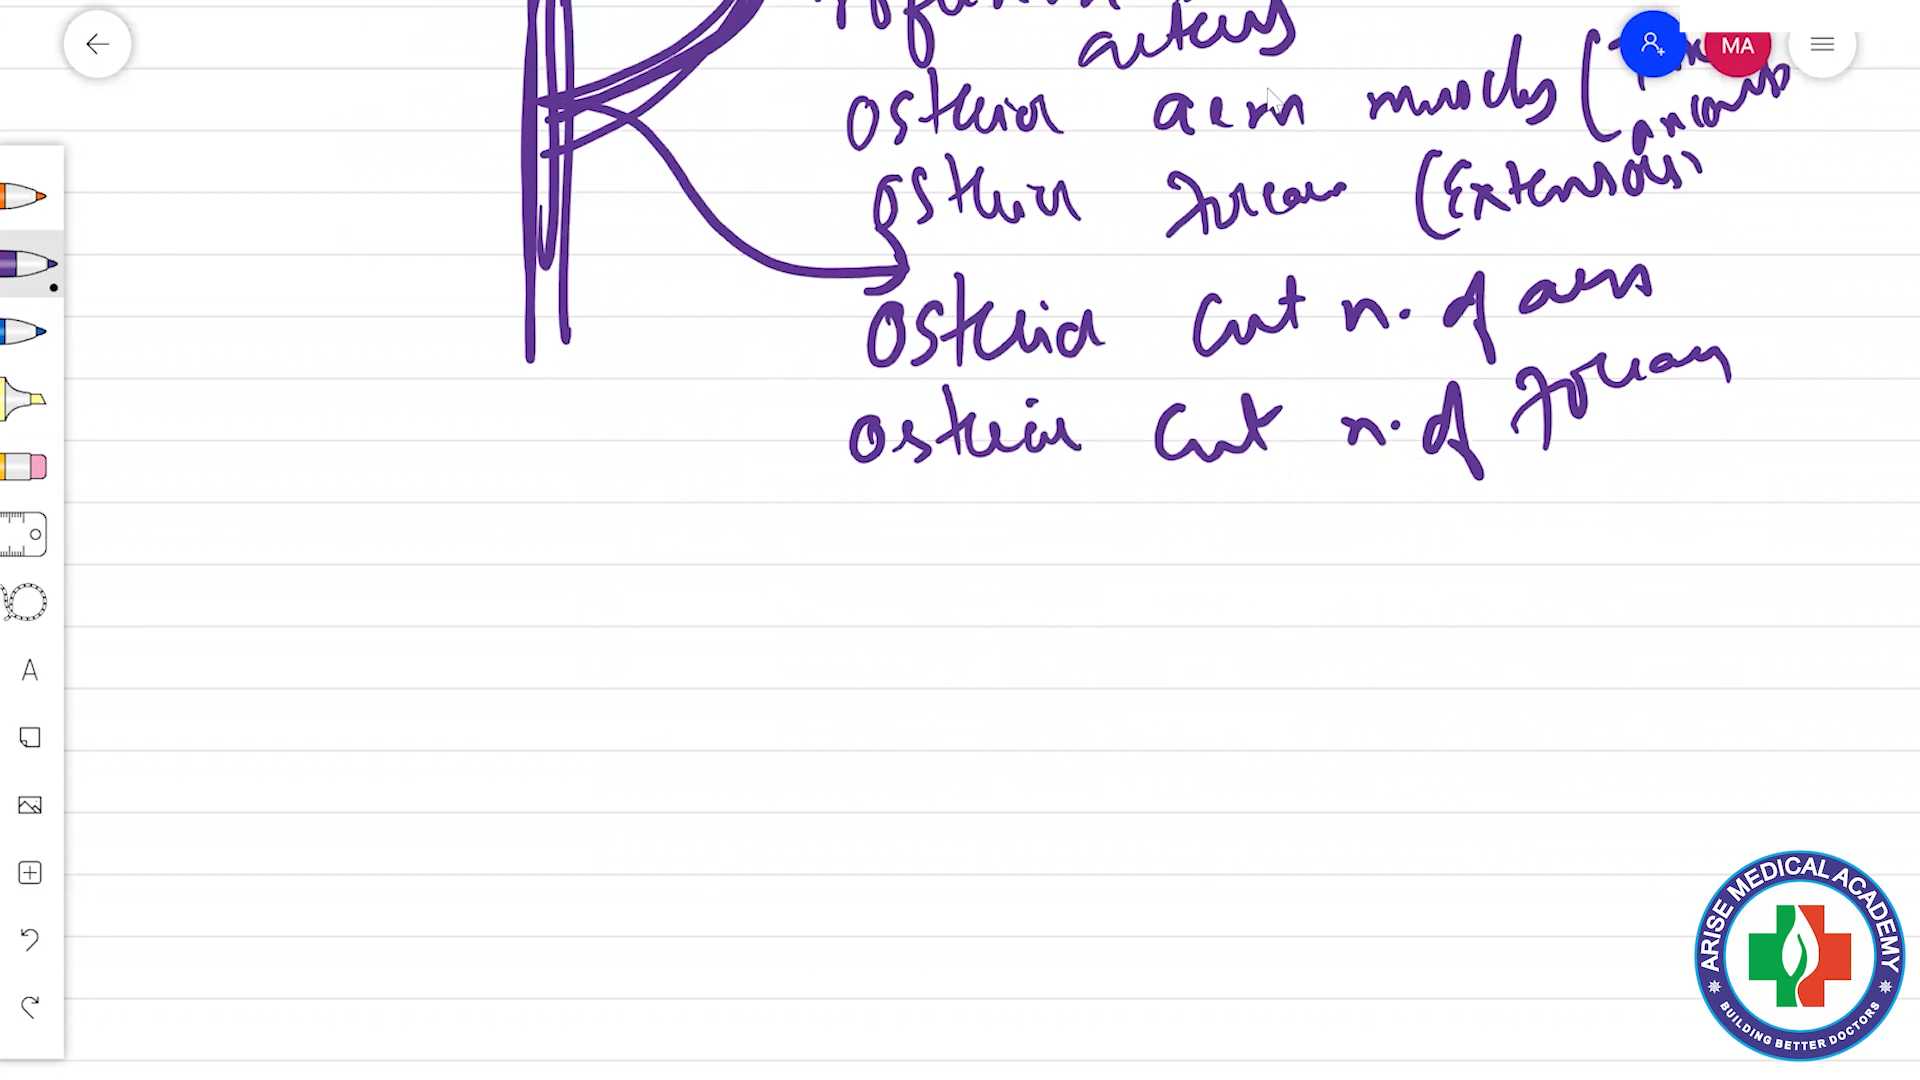 artery
Posterior arm muscles (
anconeus
Posterior Forearm (Extensors)
Posterior Cut n. of arm
Posterior Cut n. of Forearm
MA
A
ARISE MEDICAL ACADEMY
BUILDING BETTER DOCTORS